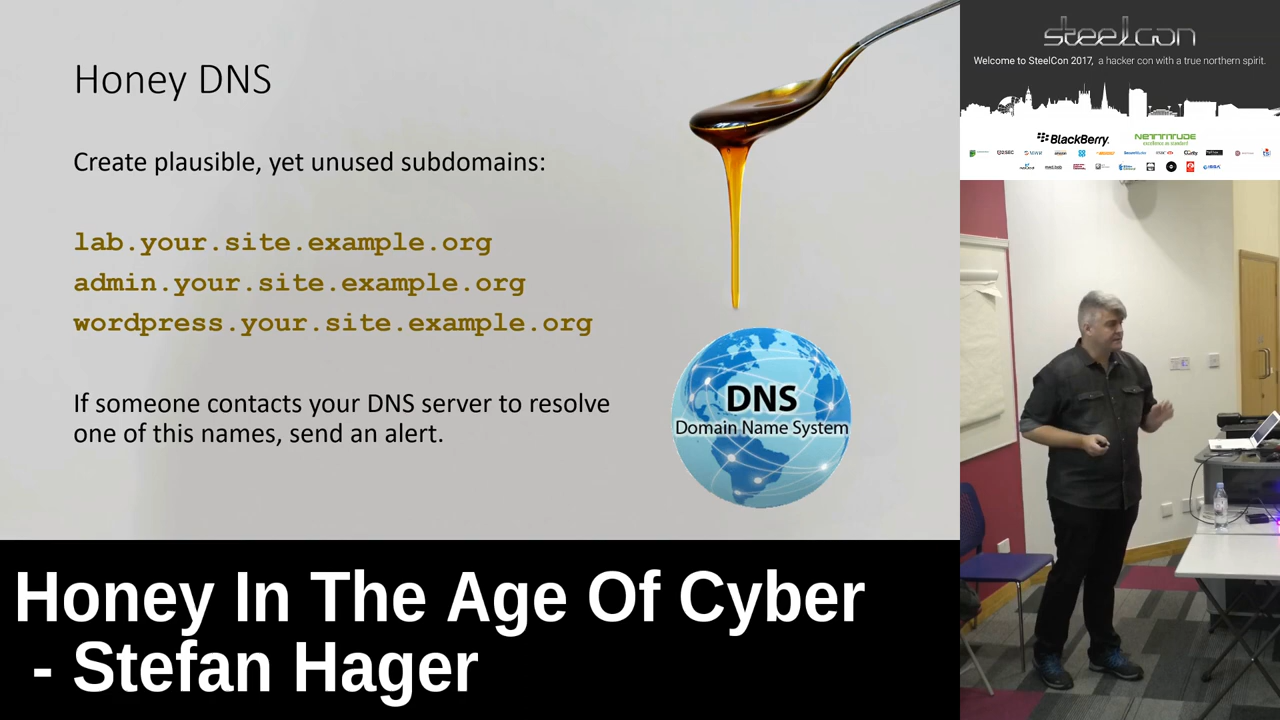 Honey DNS
Create plausible, yet unused subdomains:
lab.your.site.example.org
admin.your.site.example.org
wordpress.your.site.example.org
If someone contacts your DNS server to resolve
one of this names, send an alert.
DNS
Domain Name System
Honey In The Age Of Cyber
- Stefan Hager
steelcon
Welcome to SteelCon 2017, a hacker con with a true northern spirit.
BlackBerry
NETTITUDE